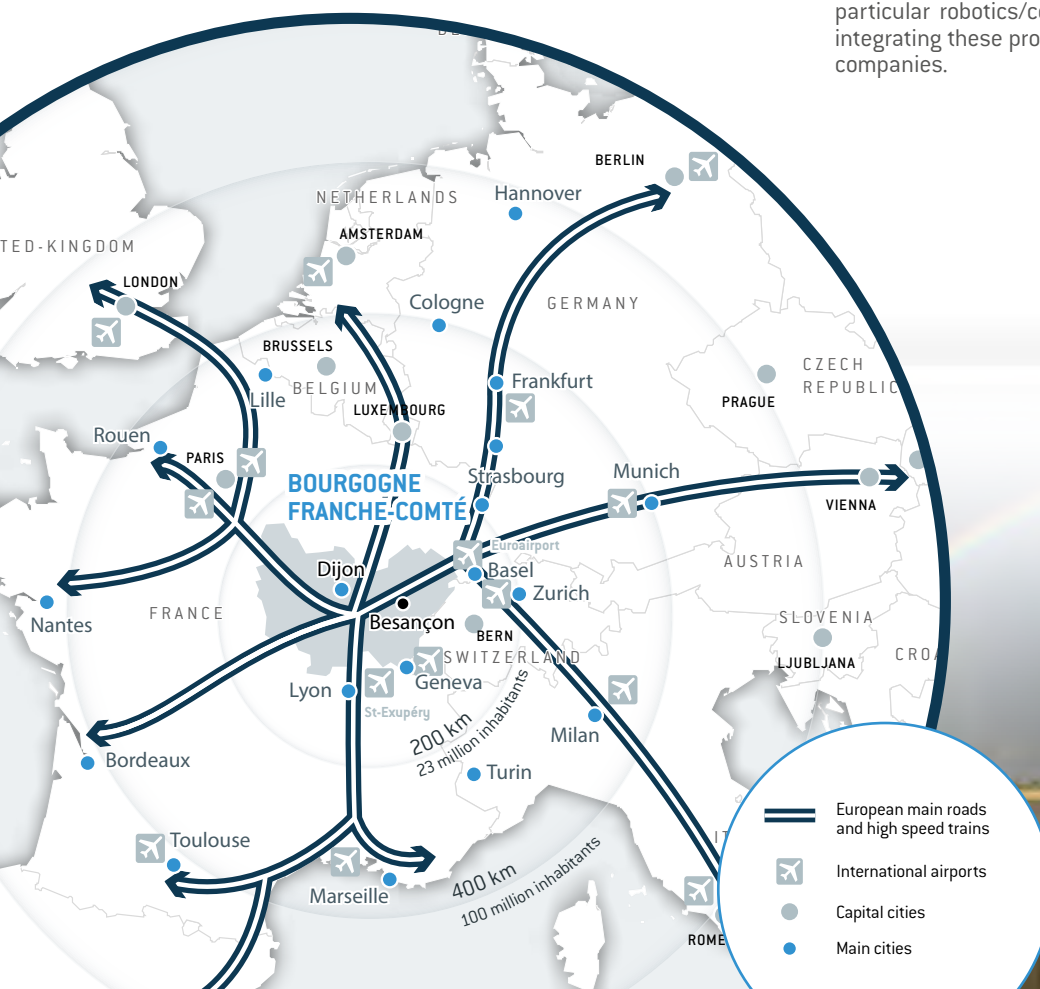 particular
integrating these
companies.
BERLIN
Hannover
NETHERLANDS
AMSTERDAM
TED-KINGDOM
LONDON
Cologne
GERMANY
BRUSSELS
BELGIUM
CZECH
REPUBLIC
Lille
Frankfurt
LUXEMBOURG
PRAGUE
Rouen
PARIS
Strasbourg
Munich
BOURGOGNE
FRANCHE-COMTÉ
VIENNA
Euroairport
AUSTRIA
Dijon
Basel
Zurich
FRANCE
Nantes
Besançon
BERN
SLOVENIA
SWITZERLAND
LJUBLJANA
CROA
Geneva
Lyon
St-Exupéry
200 km
23 million inhabitants
Milan
Bordeaux
Turin
Toulouse
IT
400 km
100 million inhabitants
Marseille
ROME
European main roads
and high speed trains
International airports
Capital cities
Main cities